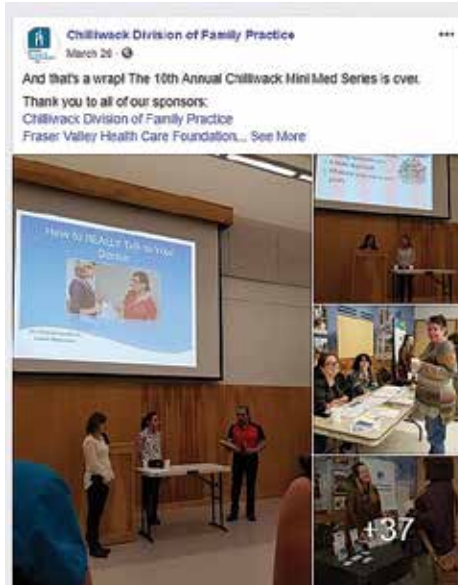 Chilliwack Division of Family Practice
March 26
And that's a wrap! The 10th Annual Chilliwack Mini Med Series is over.
Thank you to all of our sponsors:
Chilliwack Division of Family Practice
Fraser Valley Health Care Foundation... See More
How to REALLY Talk to Your
Doctor
+37